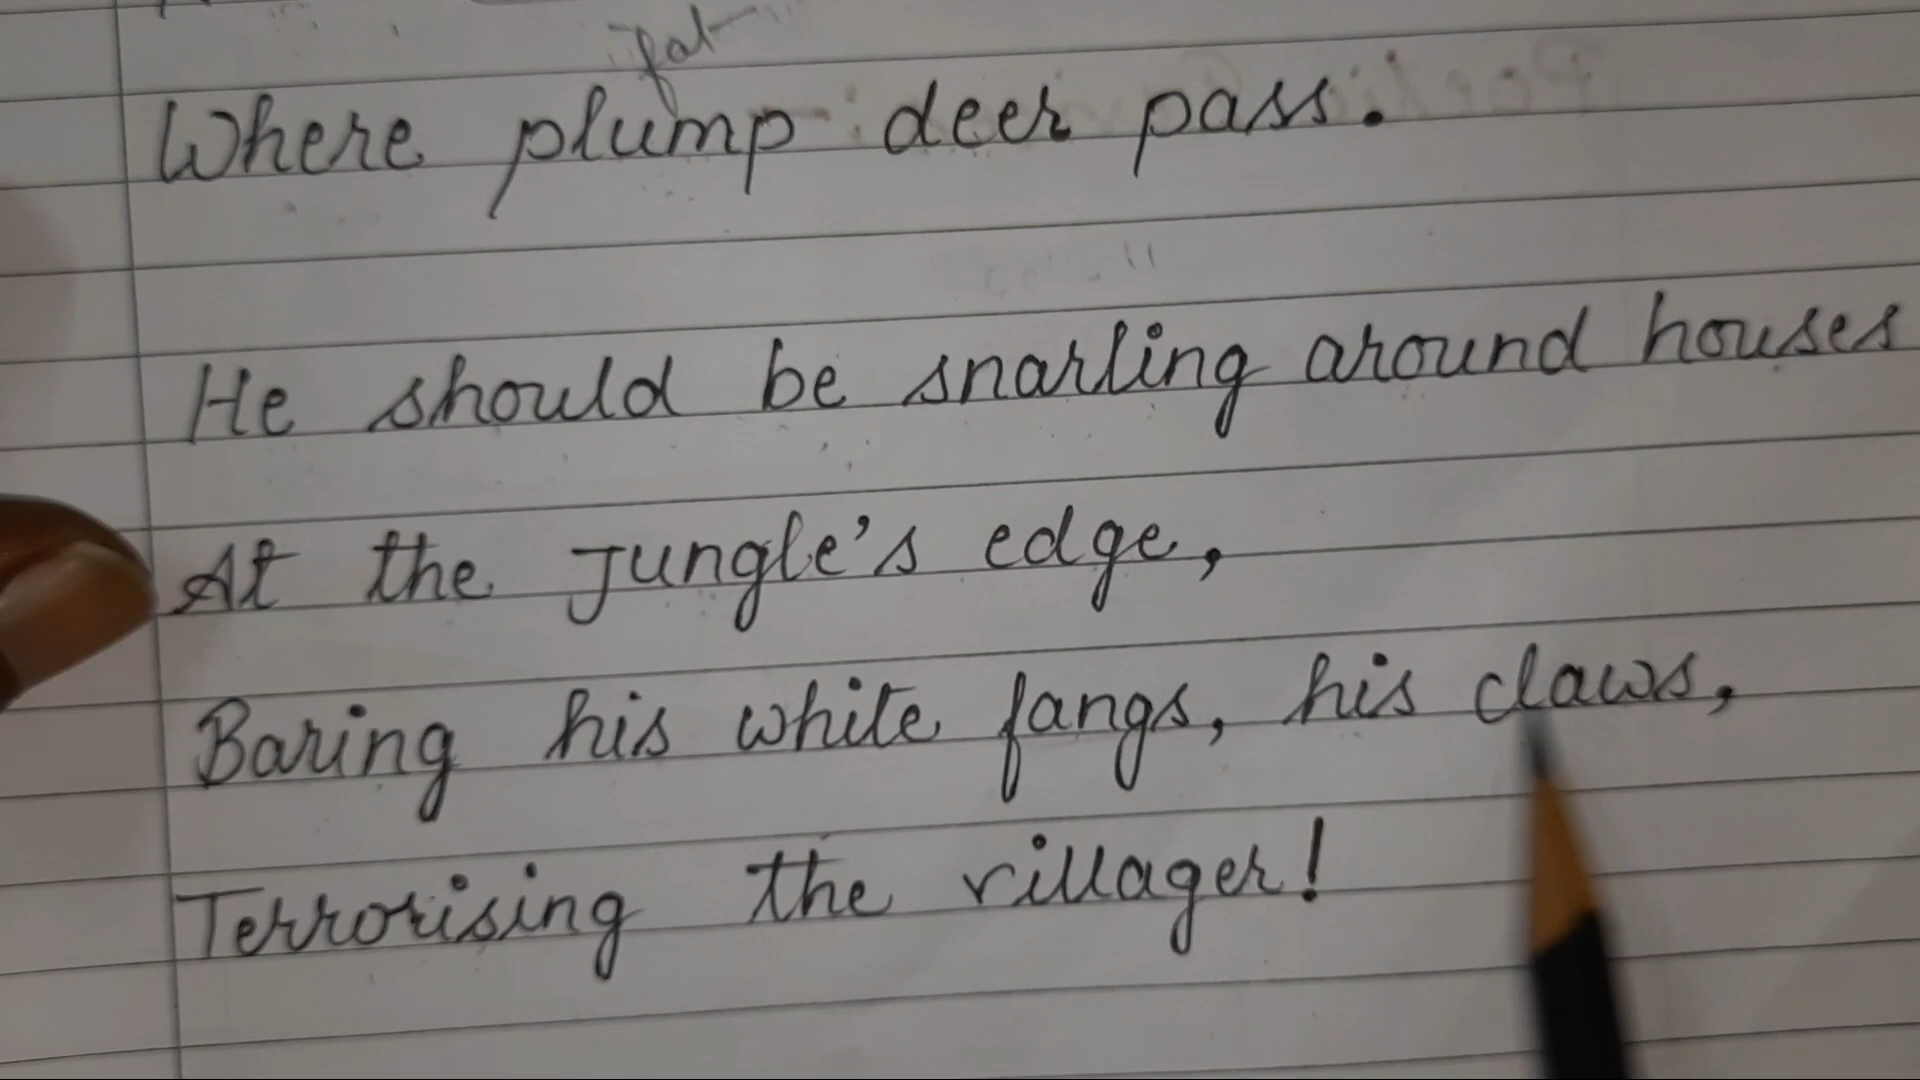 fat
Where plump deer pass.
He should be snarling around houses
At the Jungle's edge,
Baring his white fangs, his claws,
Terrorising the villager!